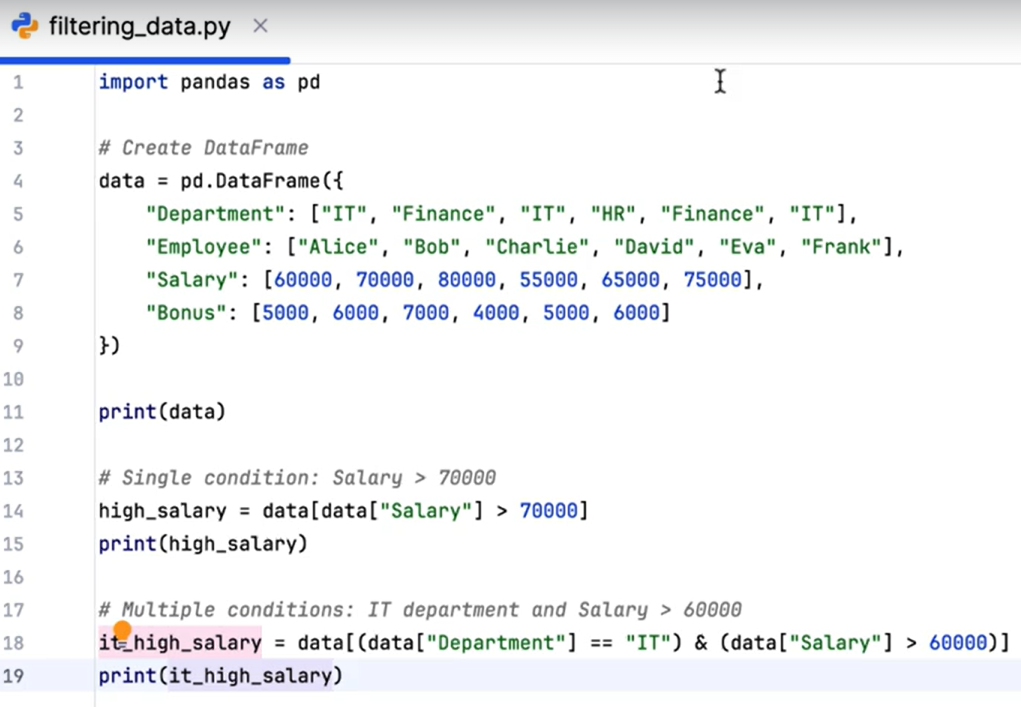 filtering_data.py
1 import pandas as pd
2
3 # Create DataFrame
4 data = pd.DataFrame({
5     "Department": ["IT", "Finance", "IT", "HR", "Finance", "IT"],
6     "Employee": ["Alice", "Bob", "Charlie", "David", "Eva", "Frank"],
7     "Salary": [60000, 70000, 80000, 55000, 65000, 75000],
8     "Bonus": [5000, 6000, 7000, 4000, 5000, 6000]
9 })
10
11 print(data)
12
13 # Single condition: Salary > 70000
14 high_salary = data[data["Salary"] > 70000]
15 print(high_salary)
16
17 # Multiple conditions: IT department and Salary > 60000
18 it_high_salary = data[(data["Department"] == "IT") & (data["Salary"] > 60000)]
19 print(it_high_salary)